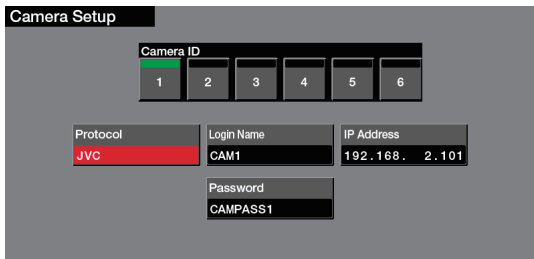 Camera Setup
Camera ID
1 2 3 4 5 6
Protocol Login Name IP Address
JVC CAM1 192.168. 2.101
Password
CAMPASS1